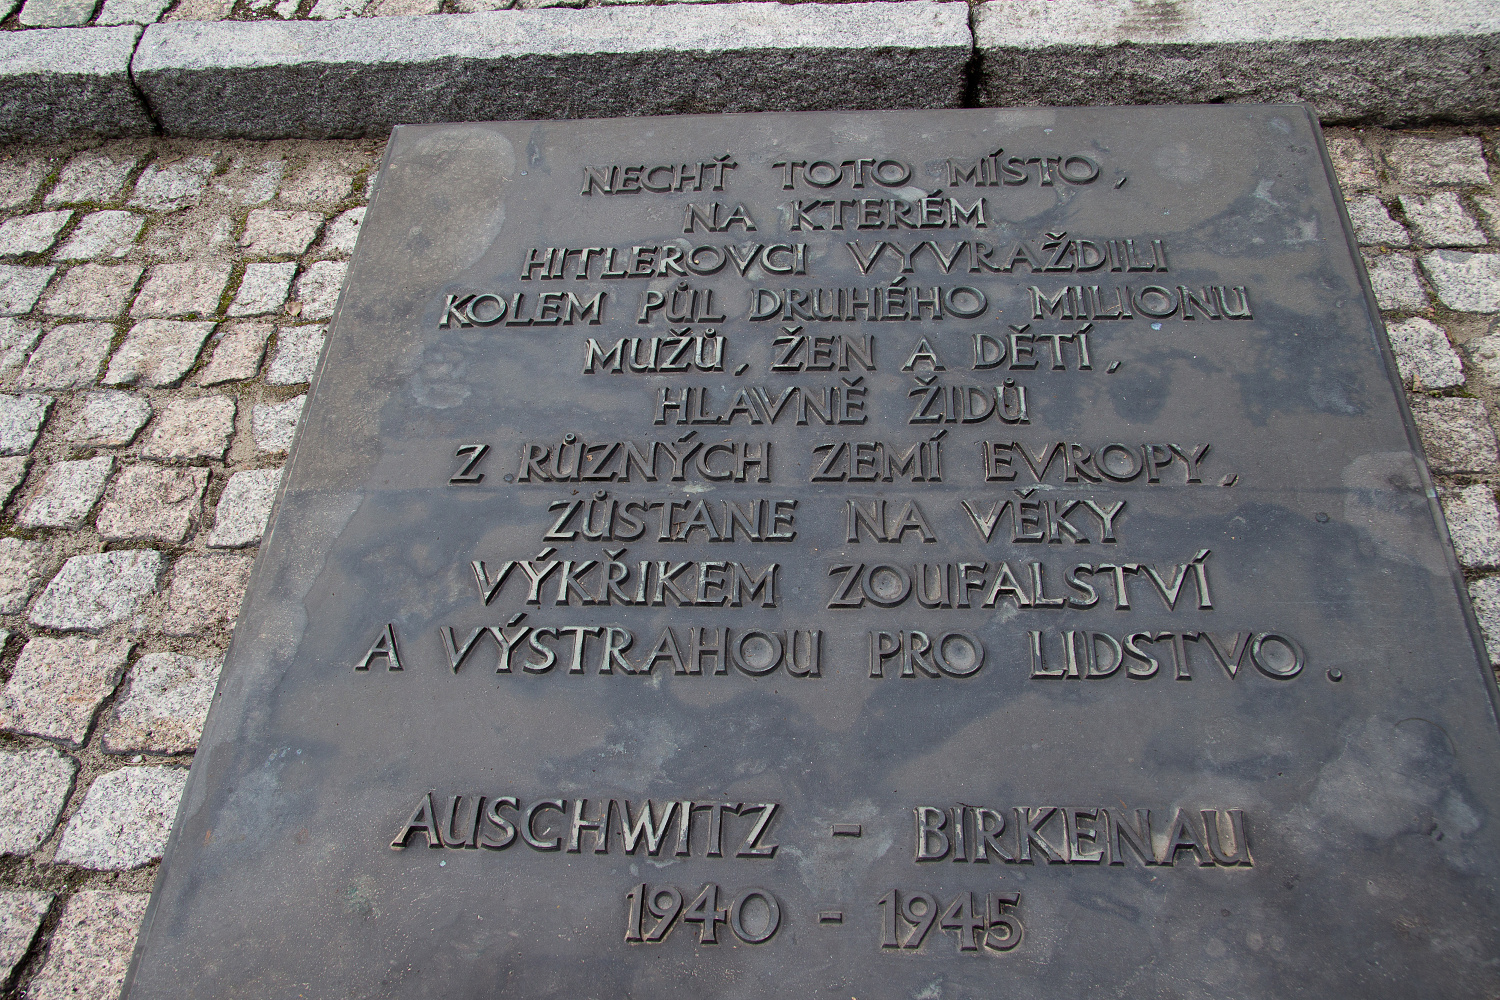 NECHŤ TOTO MÍSTO,
NA KTERÉM
HITLEROVCI VYVRAŽDILI
KOLEM PŮL DRUHÉHO MILIONU
MUŽŮ, ŽEN A DĚTÍ,
HLAVNĚ ŽIDŮ
Z RŮZNÝCH ZEMÍ EVROPY,
ZŮSTANE NA VĚKY
VÝKŘIKEM ZOUFALSTVÍ
A VÝSTRAHOU PRO LIDSTVO.
AUSCHWITZ - BIRKENAU
1940 - 1945